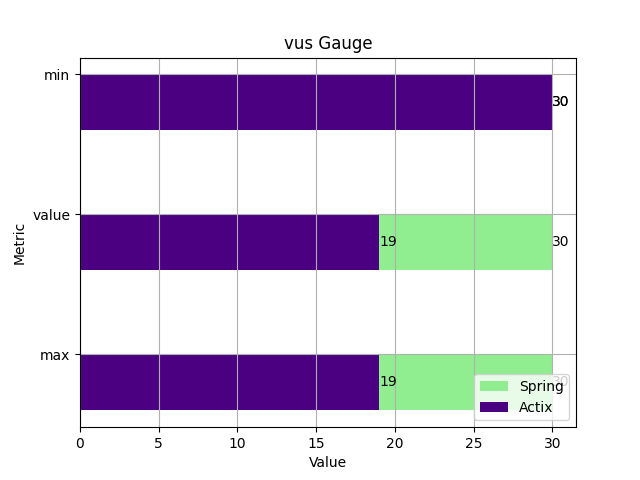 vus Gauge
min
30
value
19
30
max
19
30
Spring
Actix
0 5 10 15 20 25 30
Value
Metric